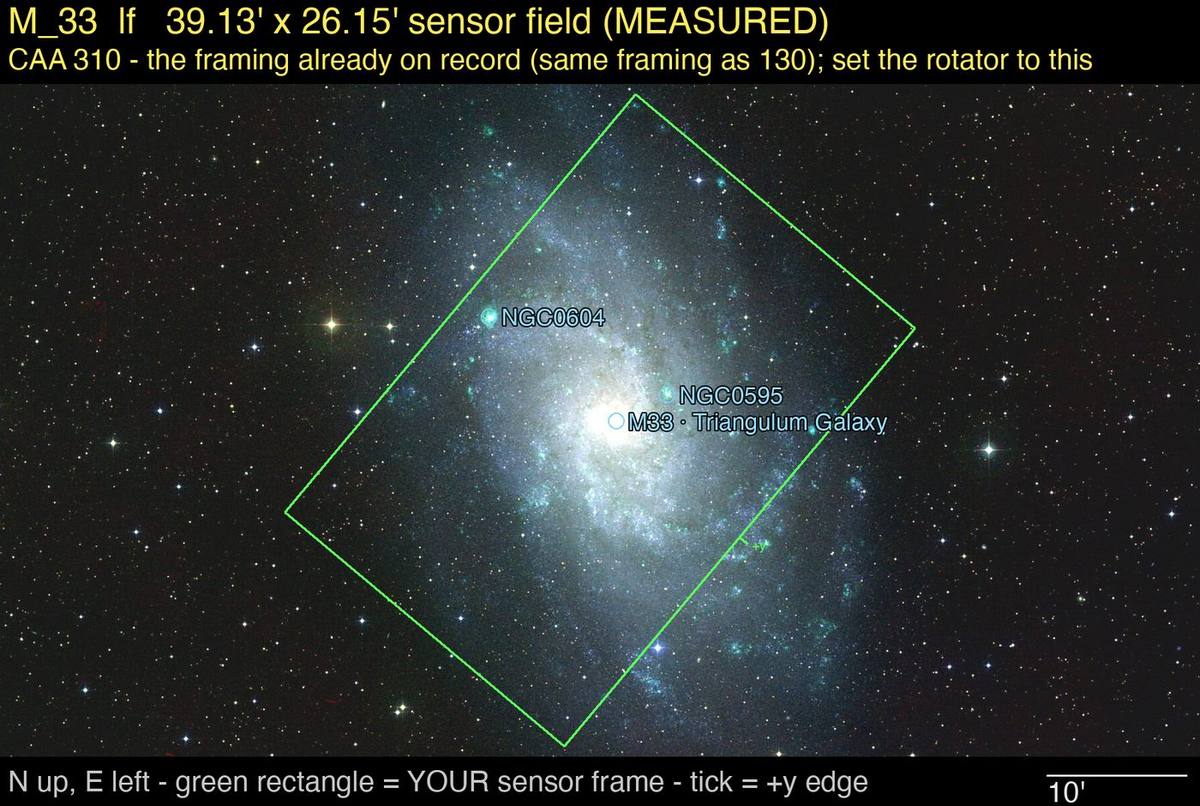 M_33 lf 39.13' x 26.15' sensor field (MEASURED)
CAA 310 - the framing already on record (same framing as 130); set the rotator to this
NGC0604
NGC0595
M33 · Triangulum Galaxy
+y
N up, E left - green rectangle = YOUR sensor frame - tick = +y edge
10'